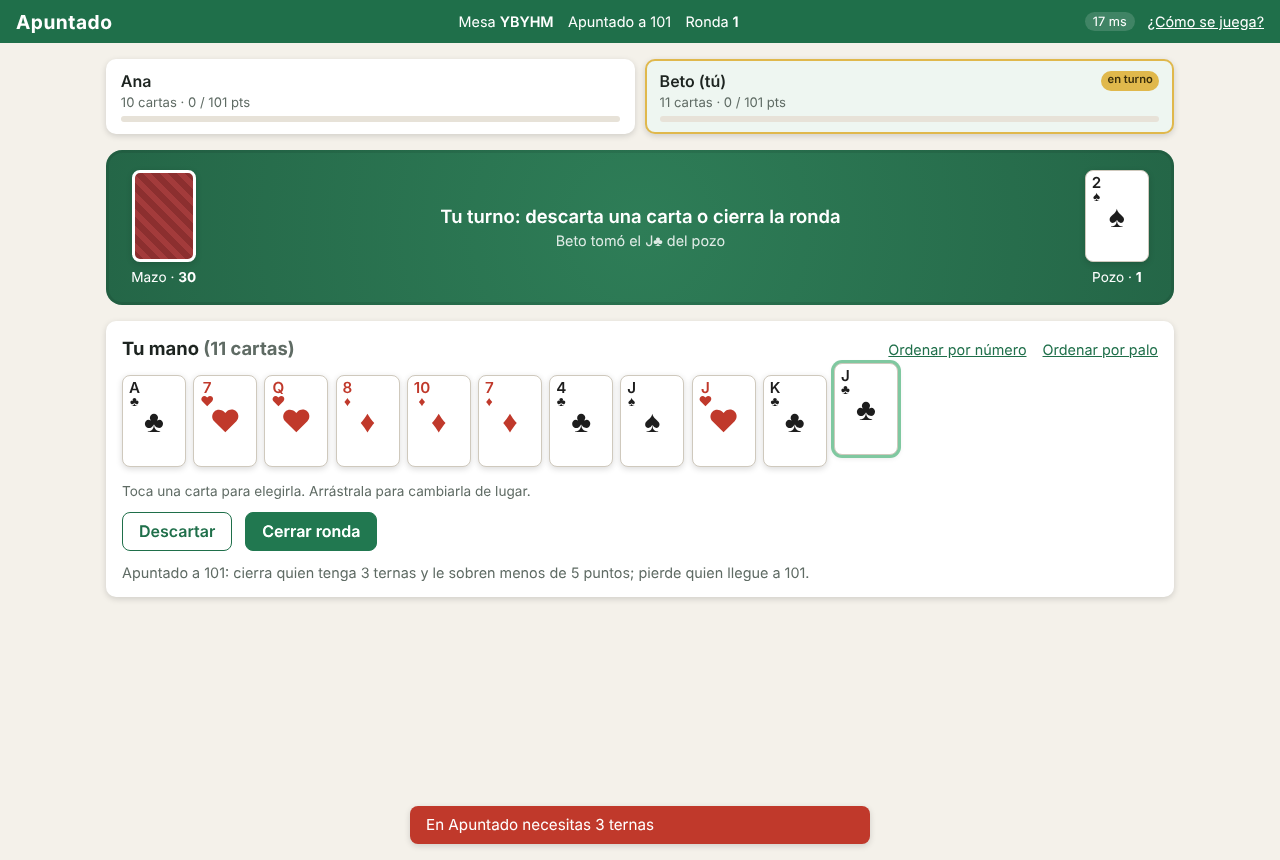 Apuntado
Mesa YBYHM Apuntado a 101 Ronda 1
17 ms ¿Cómo se juega?
Ana
10 cartas · 0 / 101 pts
Beto (tú)
en turno
11 cartas · 0 / 101 pts
Mazo · 30
Tu turno: descarta una carta o cierra la ronda
Beto tomó el J♣ del pozo
2
♠
♠
Pozo · 1
Tu mano (11 cartas)
Ordenar por número Ordenar por palo
A ♣ ♣
7 ♥ ♥
Q ♥ ♥
8 ♦ ♦
10 ♦ ♦
7 ♦ ♦
4 ♣ ♣
J ♠ ♠
J ♥ ♥
K ♣ ♣
J ♣ ♣
Toca una carta para elegirla. Arrástrala para cambiarla de lugar.
Descartar Cerrar ronda
Apuntado a 101: cierra quien tenga 3 ternas y le sobren menos de 5 puntos; pierde quien llegue a 101.
En Apuntado necesitas 3 ternas